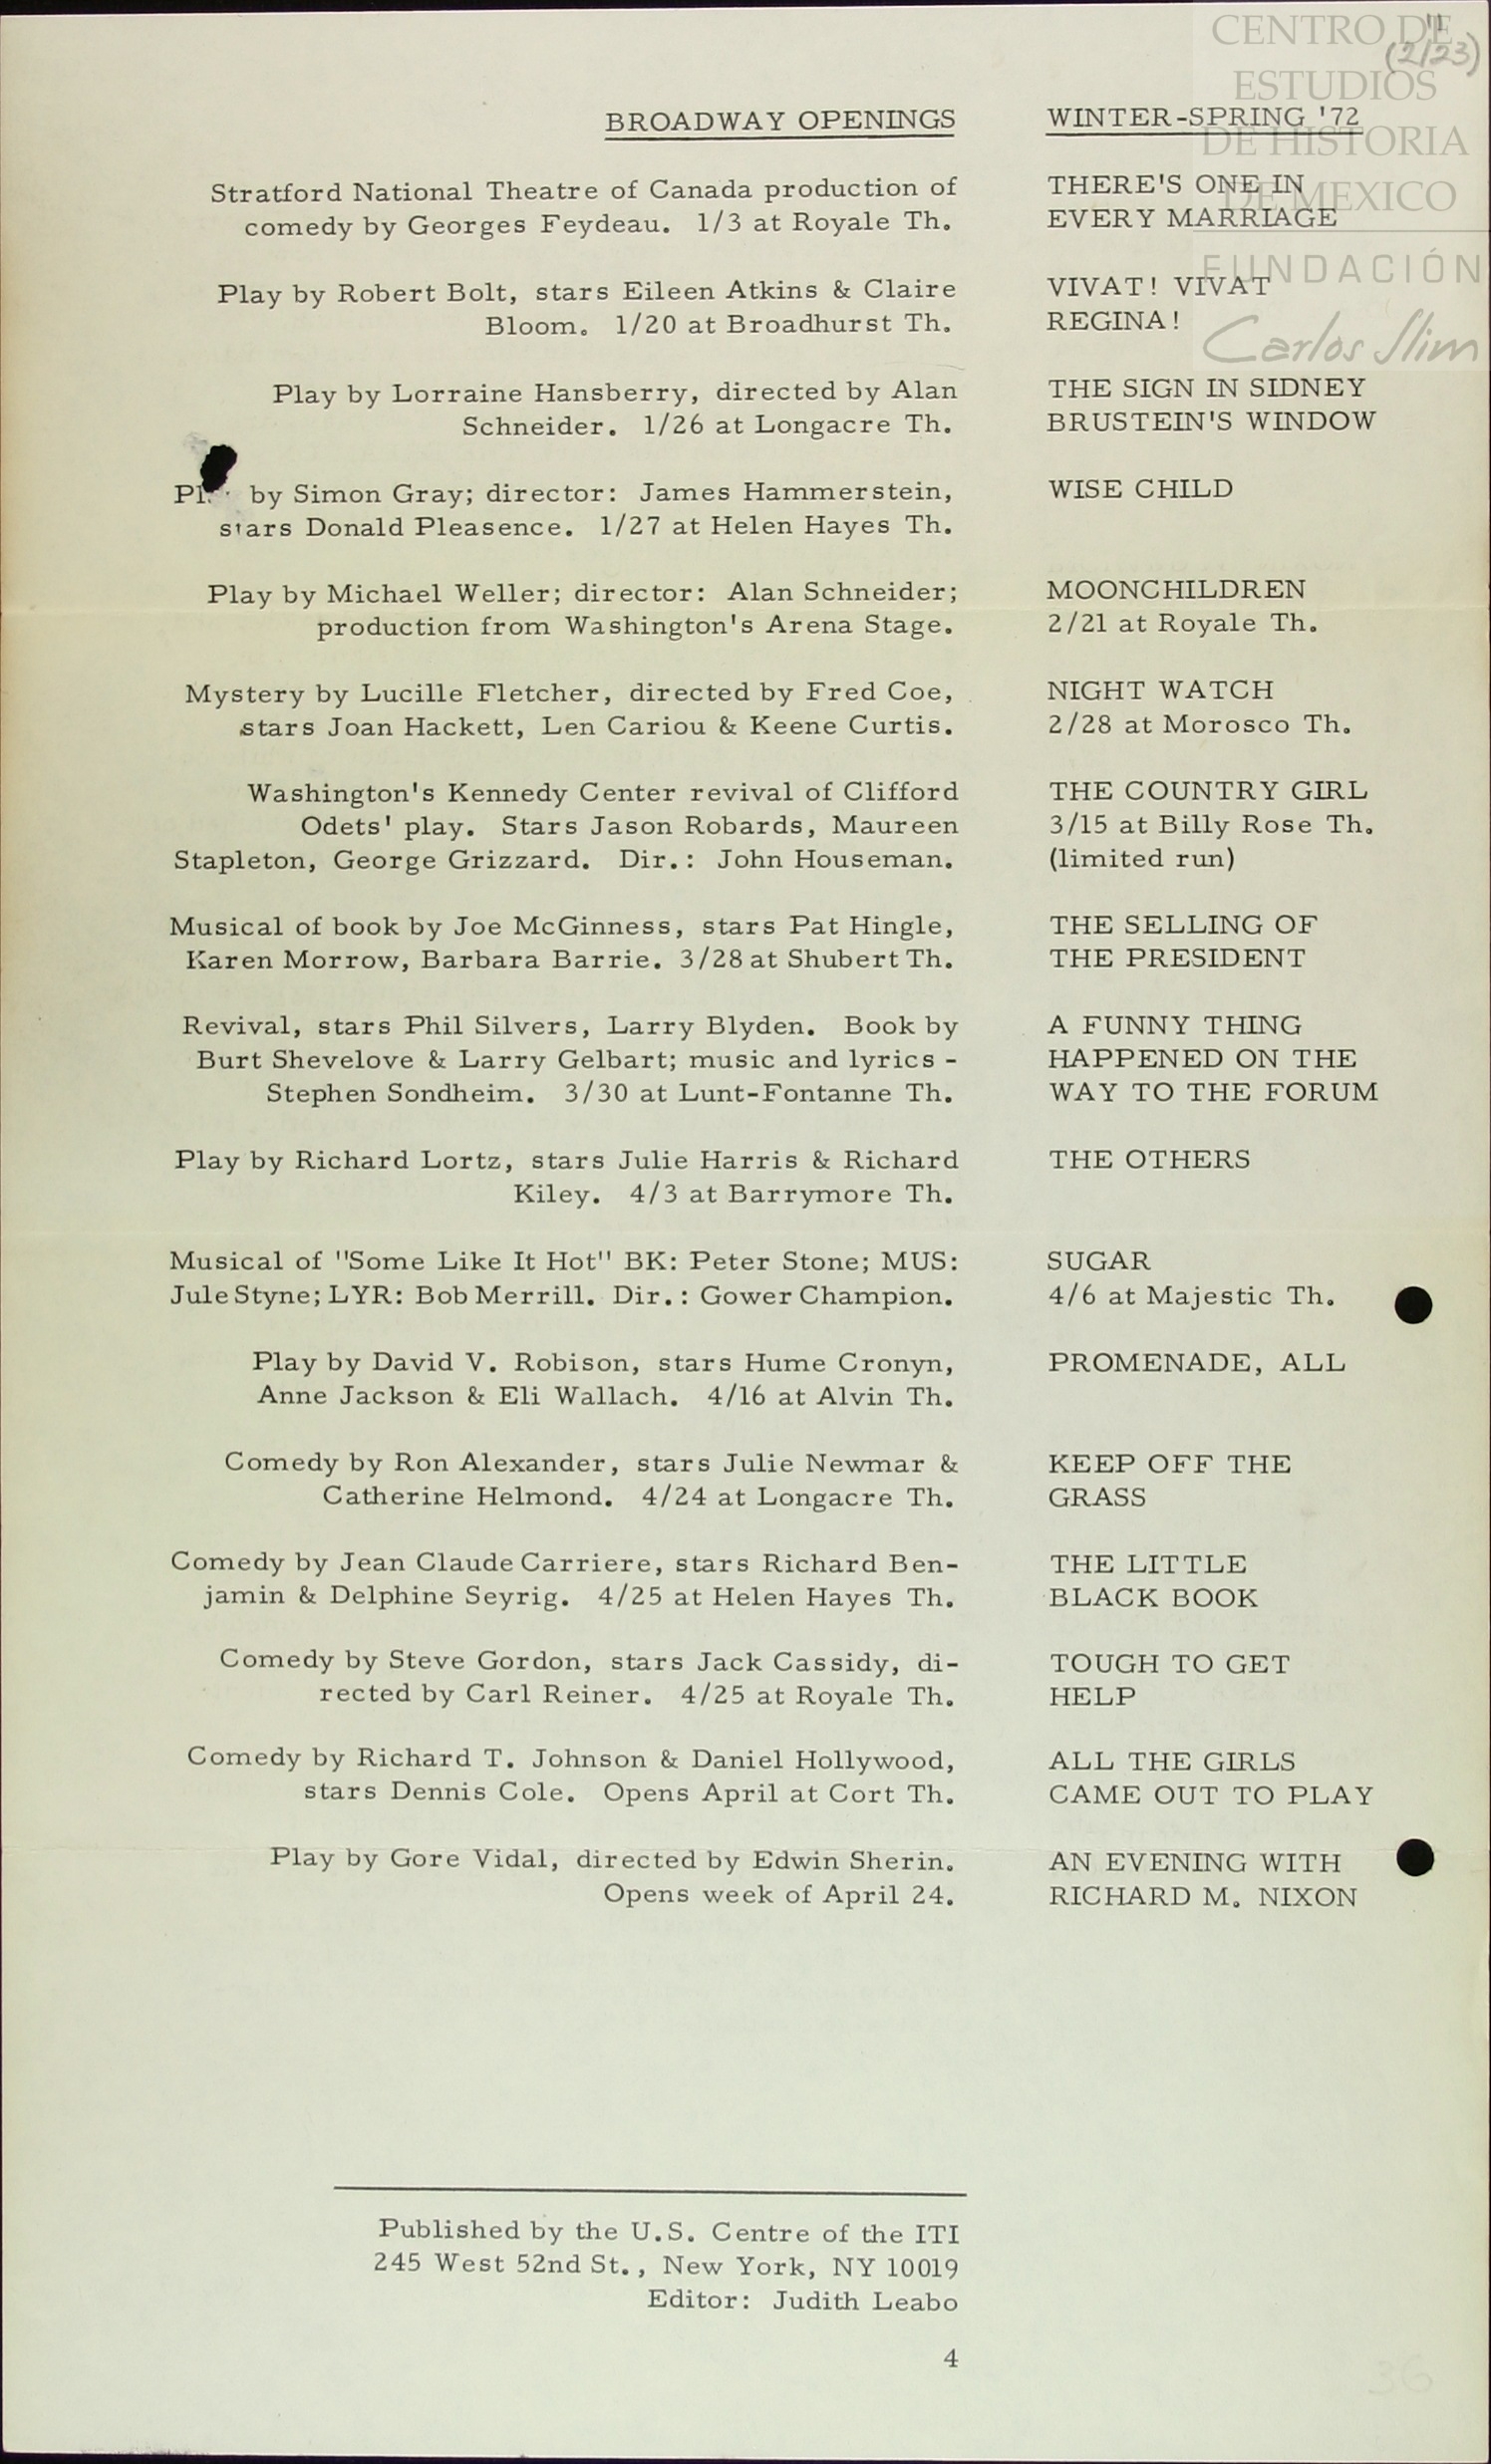 CENTRO DE
ESTUDIOS
DE HISTORIA
DE MEXICO
FUNDACIÓN
Carlos Slim
11
(2/23)
BROADWAY OPENINGS WINTER-SPRING '72
Stratford National Theatre of Canada production of THERE'S ONE IN
comedy by Georges Feydeau. 1/3 at Royale Th. EVERY MARRIAGE
Play by Robert Bolt, stars Eileen Atkins & Claire VIVAT! VIVAT
Bloom. 1/20 at Broadhurst Th. REGINA!
Play by Lorraine Hansberry, directed by Alan THE SIGN IN SIDNEY
Schneider. 1/26 at Longacre Th. BRUSTEIN'S WINDOW
by Simon Gray; director: James Hammerstein, WISE CHILD
stars Donald Pleasence. 1/27 at Helen Hayes Th.
Play by Michael Weller; director: Alan Schneider; MOONCHILDREN
production from Washington's Arena Stage. 2/21 at Royale Th.
Mystery by Lucille Fletcher, directed by Fred Coe, NIGHT WATCH
stars Joan Hackett, Len Cariou & Keene Curtis. 2/28 at Morosco Th.
Washington's Kennedy Center revival of Clifford THE COUNTRY GIRL
Odets' play. Stars Jason Robards, Maureen 3/15 at Billy Rose Th.
Stapleton, George Grizzard. Dir.: John Houseman. (limited run)
Musical of book by Joe McGinness, stars Pat Hingle, THE SELLING OF
Karen Morrow, Barbara Barrie. 3/28 at Shubert Th. THE PRESIDENT
Revival, stars Phil Silvers, Larry Blyden. Book by A FUNNY THING
Burt Shevelove & Larry Gelbart; music and lyrics - HAPPENED ON THE
Stephen Sondheim. 3/30 at Lunt-Fontanne Th. WAY TO THE FORUM
Play by Richard Lortz, stars Julie Harris & Richard THE OTHERS
Kiley. 4/3 at Barrymore Th.
Musical of "Some Like It Hot" BK: Peter Stone; MUS: SUGAR
Jule Styne; LYR: Bob Merrill. Dir.: Gower Champion. 4/6 at Majestic Th.
Play by David V. Robison, stars Hume Cronyn, PROMENADE, ALL
Anne Jackson & Eli Wallach. 4/16 at Alvin Th.
Comedy by Ron Alexander, stars Julie Newmar & KEEP OFF THE
Catherine Helmond. 4/24 at Longacre Th. GRASS
Comedy by Jean Claude Carriere, stars Richard Ben- THE LITTLE
jamin & Delphine Seyrig. 4/25 at Helen Hayes Th. BLACK BOOK
Comedy by Steve Gordon, stars Jack Cassidy, di- TOUGH TO GET
rected by Carl Reiner. 4/25 at Royale Th. HELP
Comedy by Richard T. Johnson & Daniel Hollywood, ALL THE GIRLS
stars Dennis Cole. Opens April at Cort Th. CAME OUT TO PLAY
Play by Gore Vidal, directed by Edwin Sherin. AN EVENING WITH
Opens week of April 24. RICHARD M. NIXON
Published by the U.S. Centre of the ITI
245 West 52nd St., New York, NY 10019
Editor: Judith Leabo
4
36